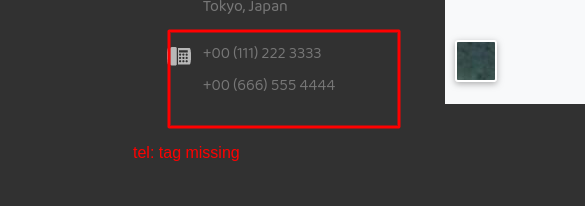 Tokyo, Japan
+00 (111) 222 3333
+00 (666) 555 4444
tel: tag missing